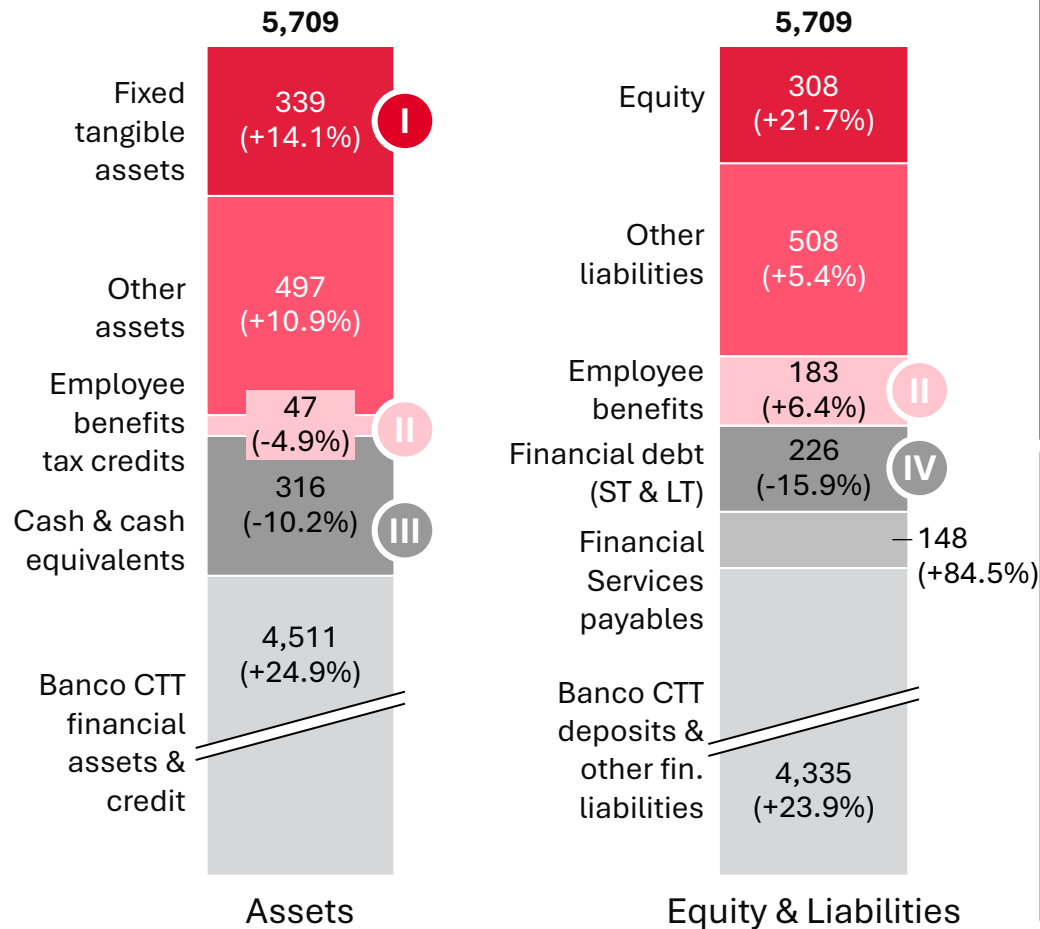 5,709
Fixed
tangible
assets
339
(+14.1%)
I
Other
assets
497
(+10.9%)
Employee
benefits
tax credits
47
(-4.9%)
II
Cash & cash
equivalents
316
(-10.2%)
III
Banco CTT
financial
assets &
credit
4,511
(+24.9%)
Assets
5,709
Equity
308
(+21.7%)
Other
liabilities
508
(+5.4%)
Employee
benefits
183
(+6.4%)
II
Financial debt
(ST & LT)
226
(-15.9%)
IV
Financial
Services
payables
148
(+84.5%)
Banco CTT
deposits &
other fin.
liabilities
4,335
(+23.9%)
Equity & Liabilities